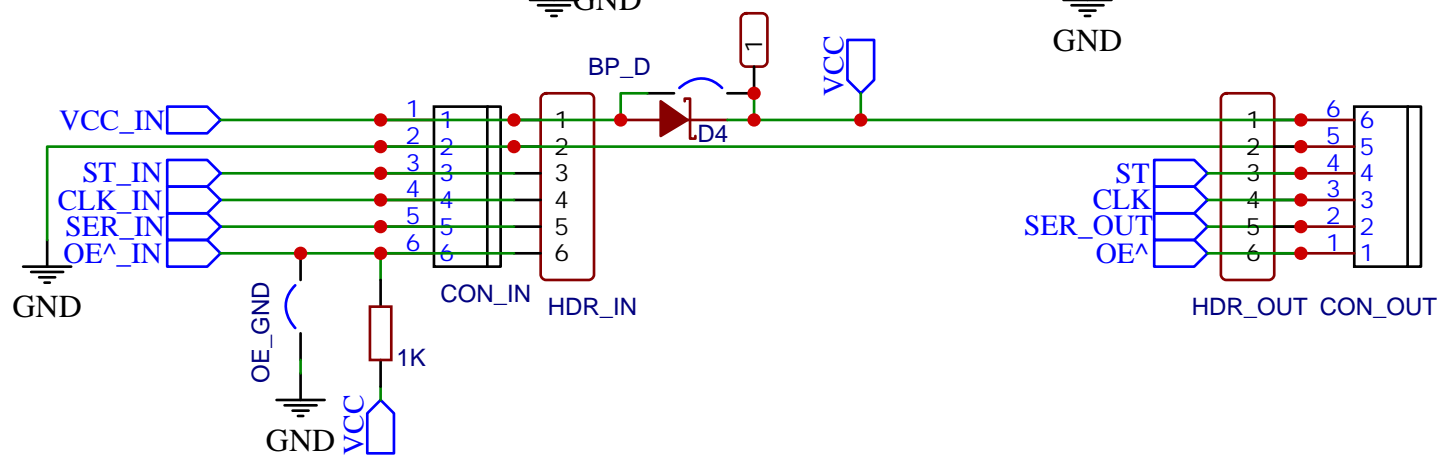 GND
GND
1
BP_D
VCC
D4
VCC_IN
ST_IN
CLK_IN
SER_IN
OE^_IN
1 1 1
2 2 2
3 3 3
4 4 4
5 5 5
6 6 6
CON_IN
HDR_IN
GND
OE_GND
1K
GND
VCC
ST
CLK
SER_OUT
OE^
1 6 6
2 5 5
3 4 4
4 3 3
5 2 2
6 1 1
HDR_OUT CON_OUT